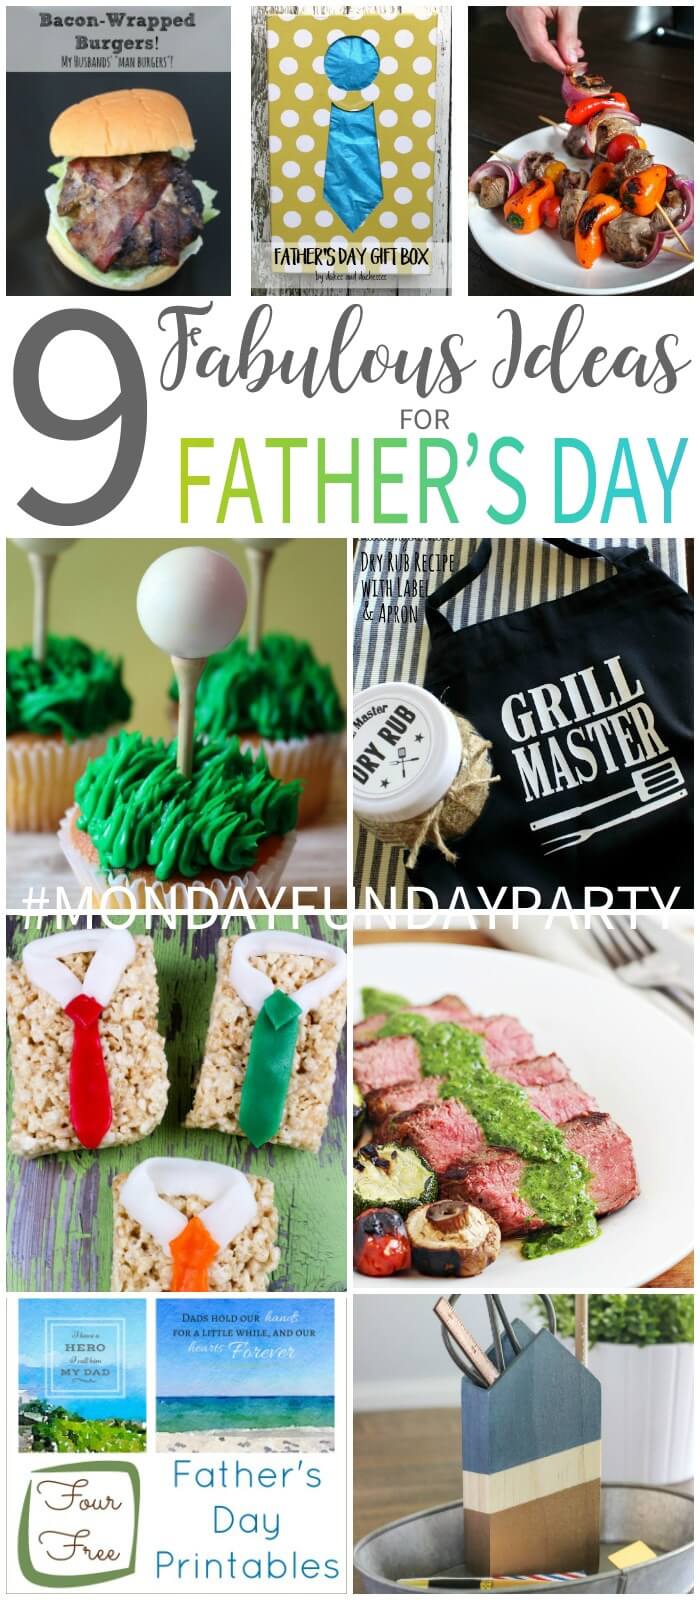 Bacon-Wrapped
Burgers!
My Husbands' "man burgers"!
FATHER'S DAY GIFT BOX
by dukes and duchesses
9 Fabulous Ideas
FOR
FATHER'S DAY
Dry Rub Recipe
with Label
& Apron
Master
DRY RUB
GRILL
MASTER
#MONDAYFUNDAYPARTY
I have a
HERO
I call him
MY DAD
Dads hold our hands
for a little while, and our
hearts Forever
Four
Free
Father's
Day
Printables